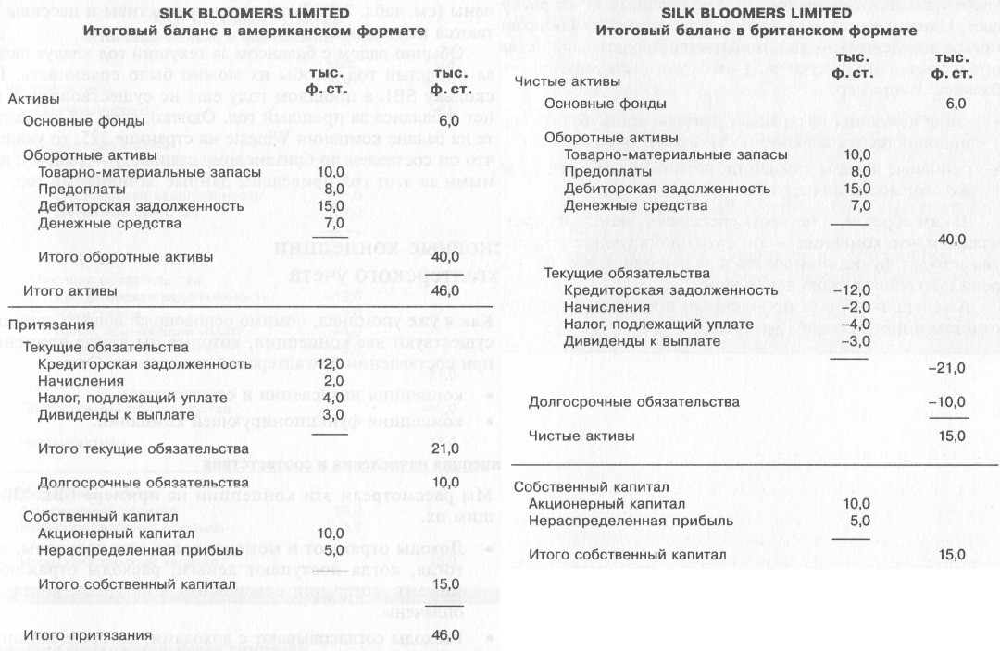 SILK BLOOMERS LIMITED
Итоговый баланс в американском формате
тыс. тыс.
ф. ст. ф. ст.
Активы
Основные фонды 6,0
Оборотные активы
Товарно-материальные запасы 10,0
Предоплаты 8,0
Дебиторская задолженность 15,0
Денежные средства 7,0
Итого оборотные активы 40,0
Итого активы 46,0
Притязания
Текущие обязательства
Кредиторская задолженность 12,0
Начисления 2,0
Налог, подлежащий уплате 4,0
Дивиденды к выплате 3,0
Итого текущие обязательства 21,0
Долгосрочные обязательства 10,0
Собственный капитал
Акционерный капитал 10,0
Нераспределенная прибыль 5,0
Итого собственный капитал 15,0
Итого притязания 46,0
SILK BLOOMERS LIMITED
Итоговый баланс в британском формате
тыс. тыс.
ф. ст. ф. ст.
Чистые активы
Основные фонды 6,0
Оборотные активы
Товарно-материальные запасы 10,0
Предоплаты 8,0
Дебиторская задолженность 15,0
Денежные средства 7,0
40,0
Текущие обязательства
Кредиторская задолженность –12,0
Начисления –2,0
Налог, подлежащий уплате –4,0
Дивиденды к выплате –3,0
–21,0
Долгосрочные обязательства –10,0
Чистые активы 15,0
Собственный капитал
Акционерный капитал 10,0
Нераспределенная прибыль 5,0
Итого собственный капитал 15,0